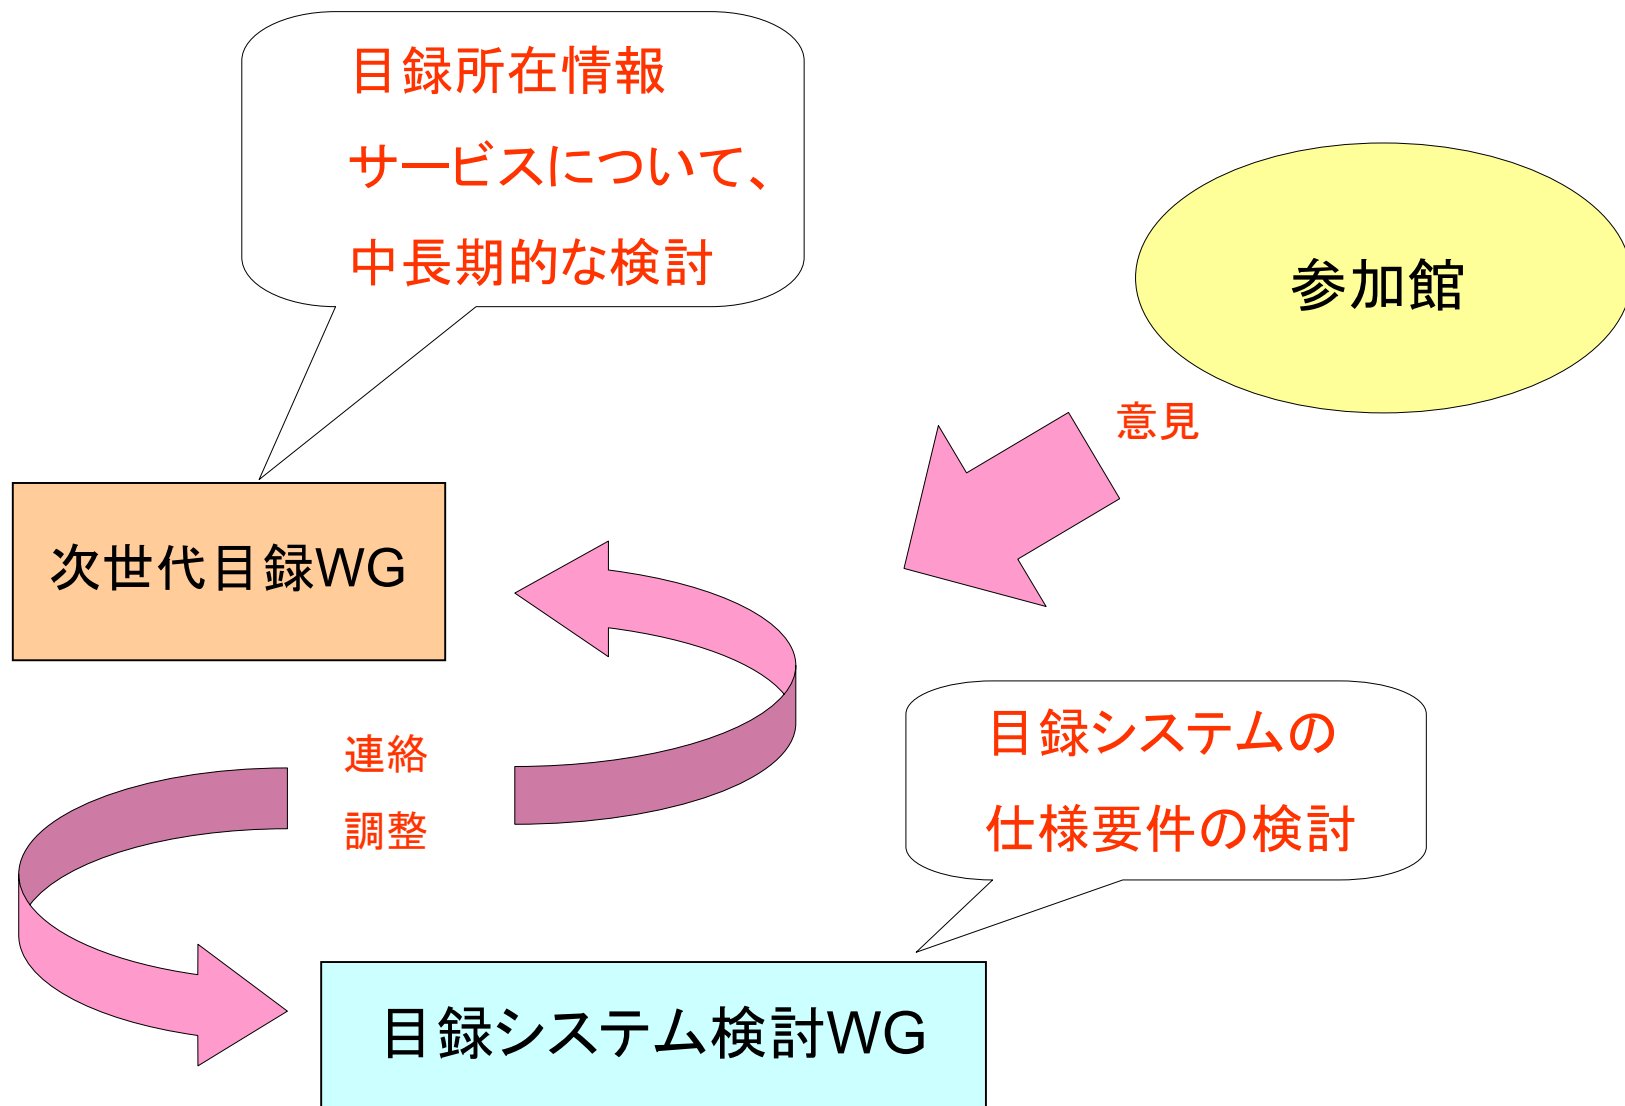 目録所在情報
サービスについて、
中長期的な検討
参加館
意見
次世代目録WG
連絡
調整
目録システムの
仕様要件の検討
目録システム検討WG